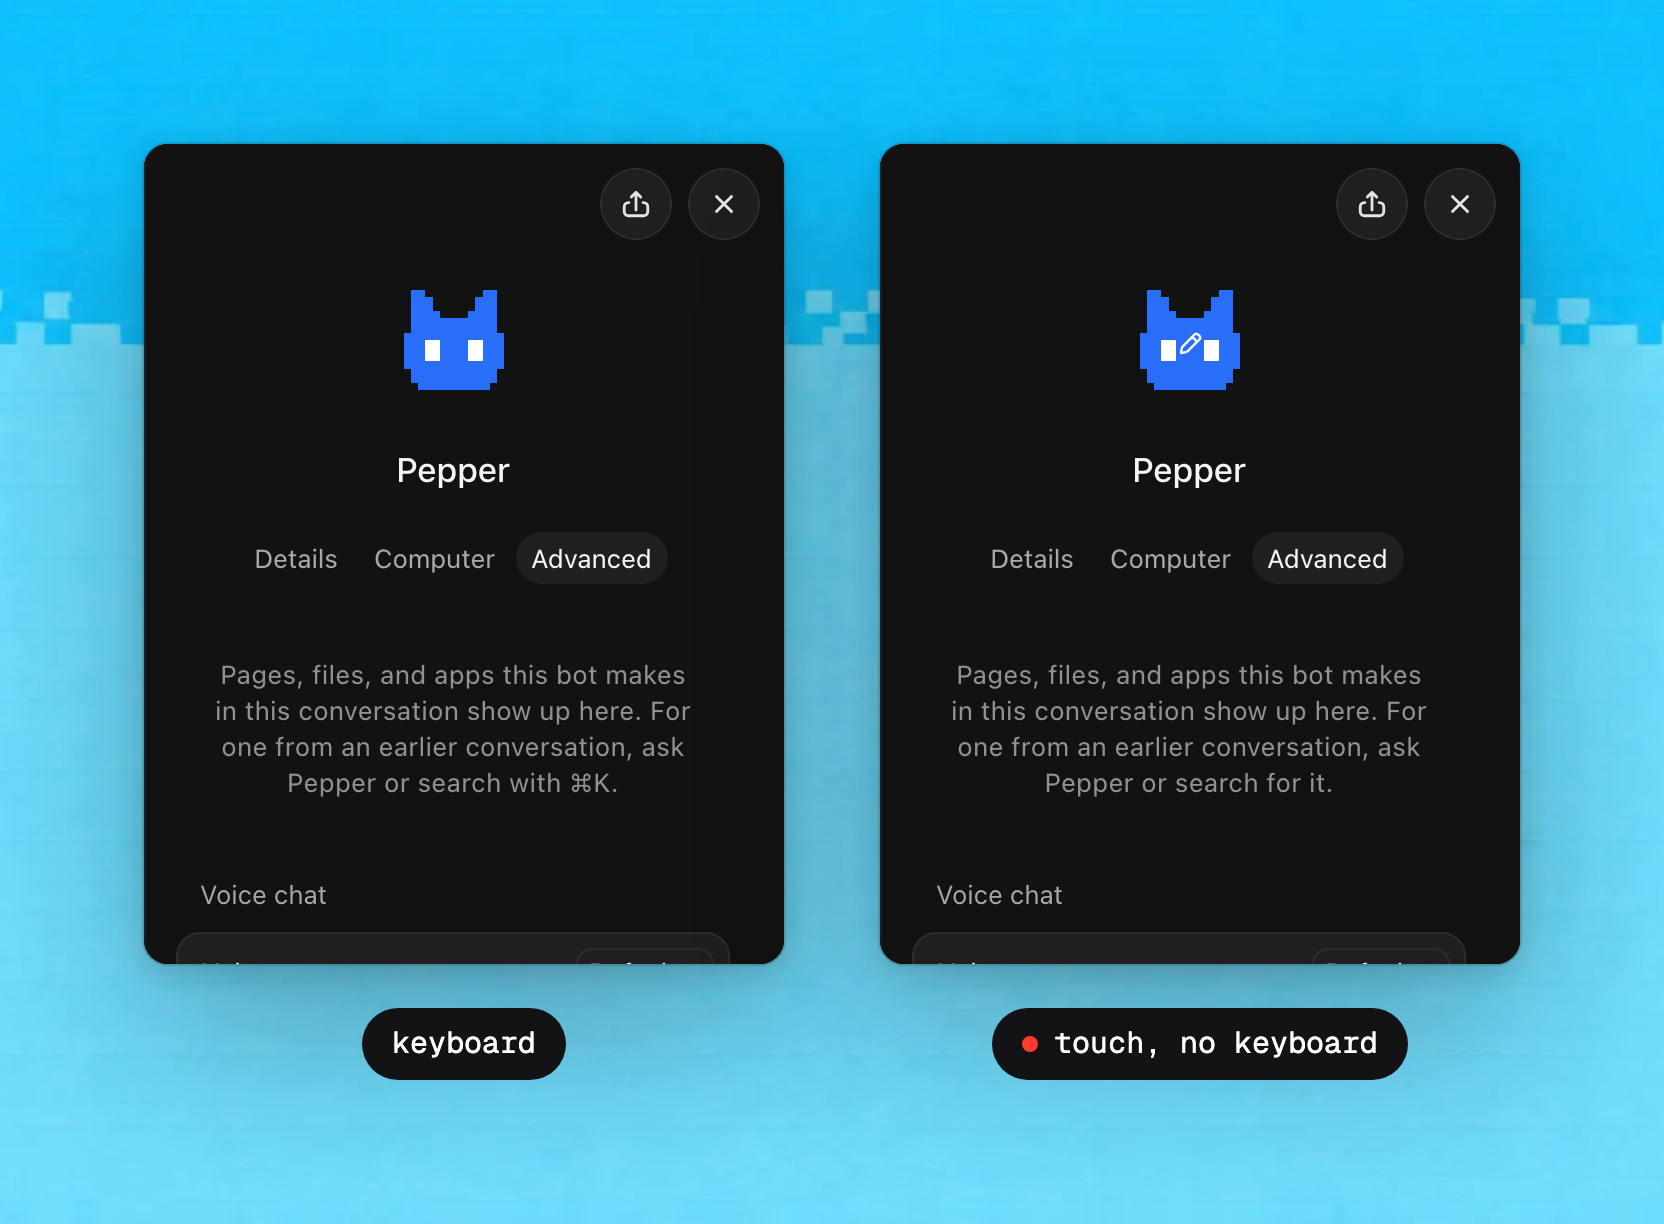 Pepper
Details Computer Advanced
Pages, files, and apps this bot makes
in this conversation show up here. For
one from an earlier conversation, ask
Pepper or search with ⌘K.
Voice chat
keyboard
Pepper
Details Computer Advanced
Pages, files, and apps this bot makes
in this conversation show up here. For
one from an earlier conversation, ask
Pepper or search for it.
Voice chat
touch, no keyboard